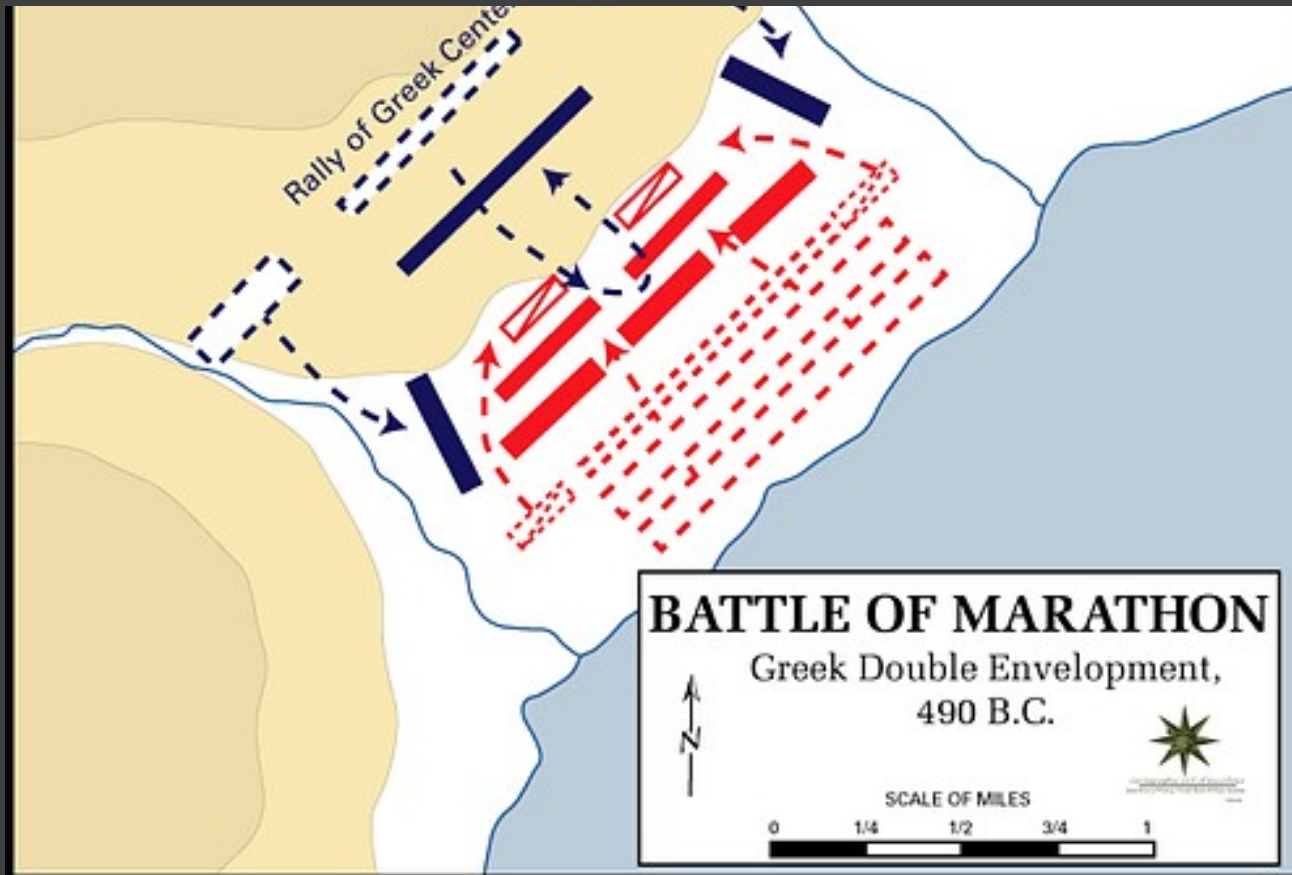 Rally of Greek Center
BATTLE OF MARATHON
Greek Double Envelopment,
490 B.C.
N
SCALE OF MILES
0 1/4 1/2 3/4 1